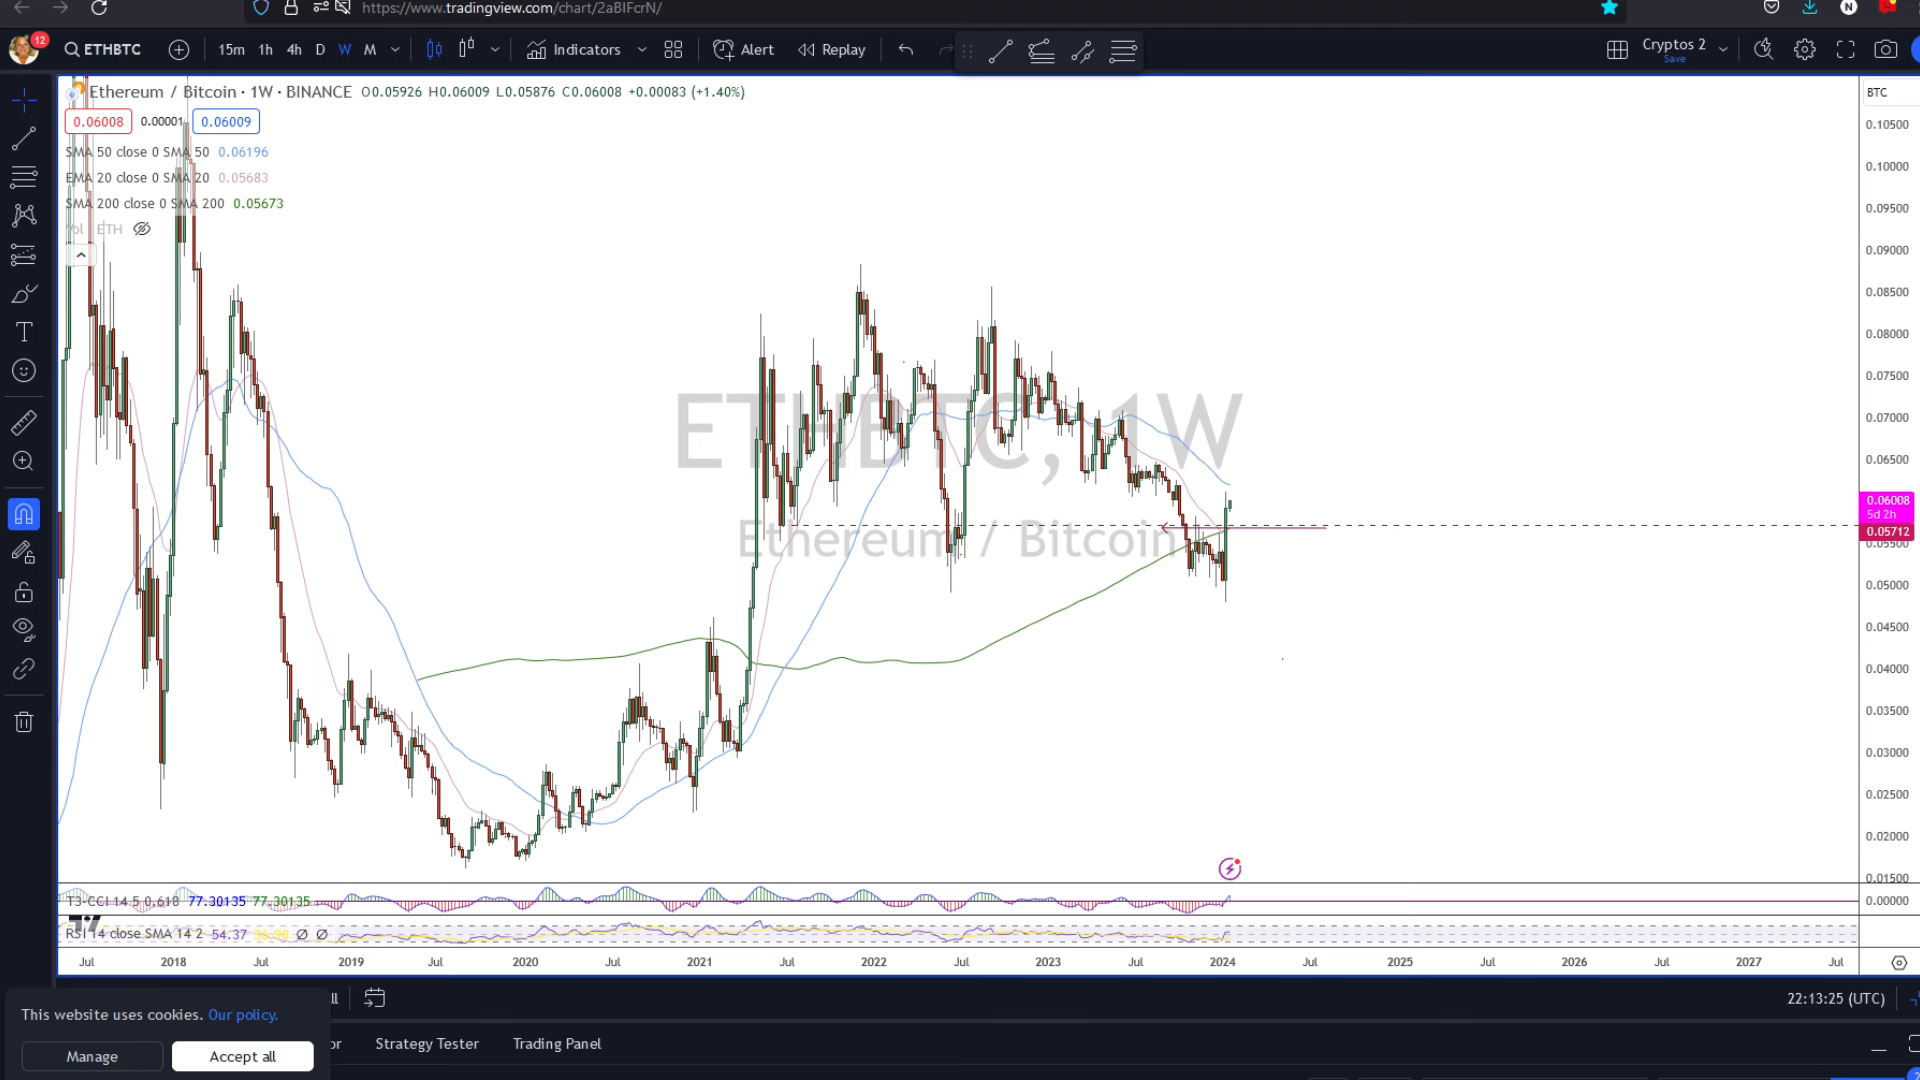 https://www.tradingview.com/chart/2aBIFcrN/
12
ETHBTC
15m 1h 4h D W M
Indicators
Alert
Replay
Cryptos 2
Save
N
Ethereum / Bitcoin · 1W · BINANCE O0.05926 H0.06009 L0.05876 C0.06008 +0.00083 (+1.40%)
BTC
0.06008 0.00001 0.06009
SMA 50 close 0 SMA 50 0.06196
EMA 20 close 0 SMA 20 0.05683
SMA 200 close 0 SMA 200 0.05673
Vol · ETH
ETHBTC, 1W
Ethereum / Bitcoin
0.10500
0.10000
0.09500
0.09000
0.08500
0.08000
0.07500
0.07000
0.06500
0.06008
5d 2h
0.05712
0.05500
0.05000
0.04500
0.04000
0.03500
0.03000
0.02500
0.02000
0.01500
0.00000
T3-CCI 14 5 0.618 77.30135 77.30135
RSI 14 close SMA 14 2 54.37
Jul 2018 Jul 2019 Jul 2020 Jul 2021 Jul 2022 Jul 2023 Jul 2024 Jul 2025 Jul 2026 Jul 2027 Jul
22:13:25 (UTC)
This website uses cookies. Our policy.
Manage
Accept all
Strategy Tester
Trading Panel